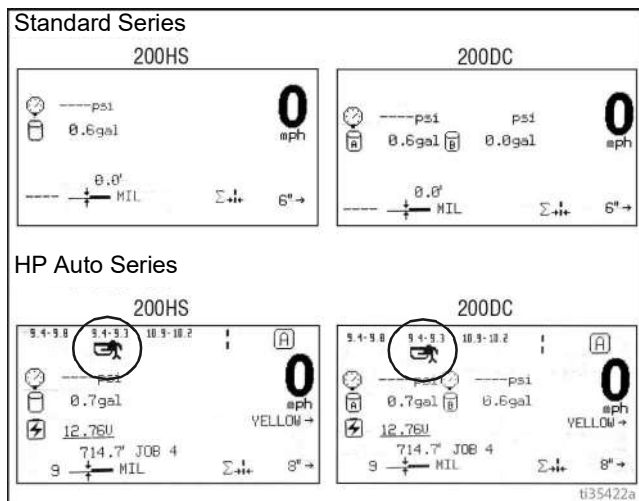 Standard Series
200HS
----psi
0.6gal
0
mph
0.0'
---- MIL
6"→
200DC
----psi psi
A 0.6gal B 0.0gal
0
mph
0.0'
---- MIL
6"→
HP Auto Series
200HS
9.4-9.8 9.4-9.3 10.9-10.2
A
----psi
0.7gal
0
mph
YELLOW→
12.76V
714.7' JOB 4
9 MIL
8"→
200DC
9.4-9.8 9.4-9.3 10.9-10.2
A
----psi ----psi
A 0.7gal B 6.6gal
0
mph
YELLOW→
12.76V
714.7' JOB 4
9 MIL
8"→
ti35422a